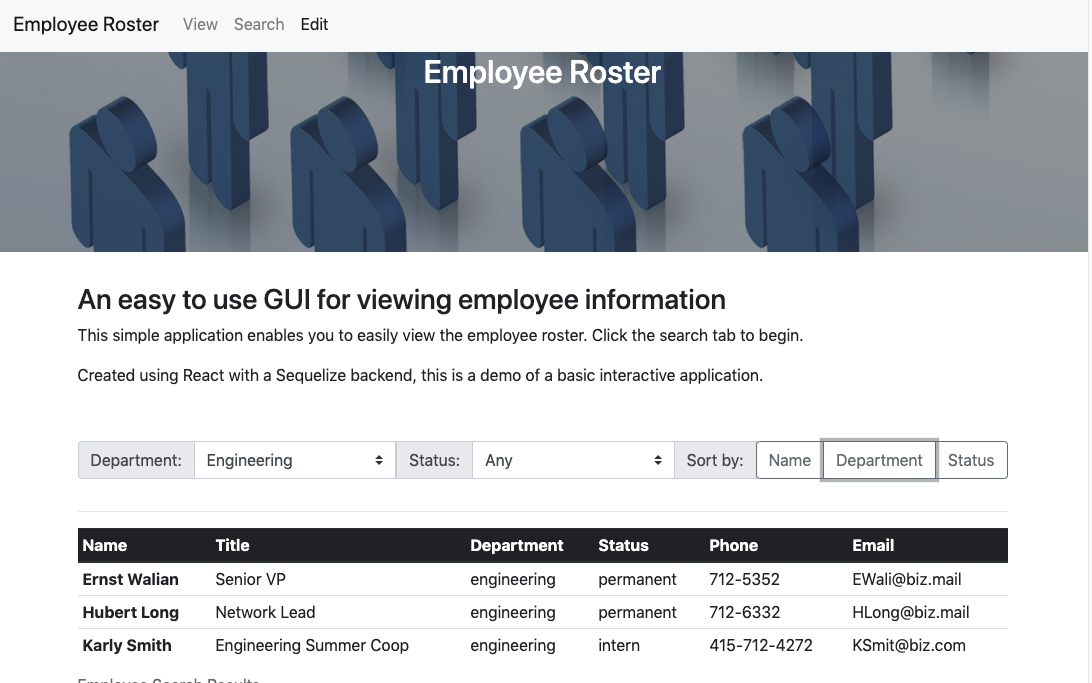 Employee Roster View Search Edit
Employee Roster
An easy to use GUI for viewing employee information
This simple application enables you to easily view the employee roster. Click the search tab to begin.
Created using React with a Sequelize backend, this is a demo of a basic interactive application.
Department: Engineering Status: Any Sort by: Name Department Status
Name Title Department Status Phone Email
Ernst Walian Senior VP engineering permanent 712-5352 EWali@biz.mail
Hubert Long Network Lead engineering permanent 712-6332 HLong@biz.mail
Karly Smith Engineering Summer Coop engineering intern 415-712-4272 KSmit@biz.com
Employee Search Results